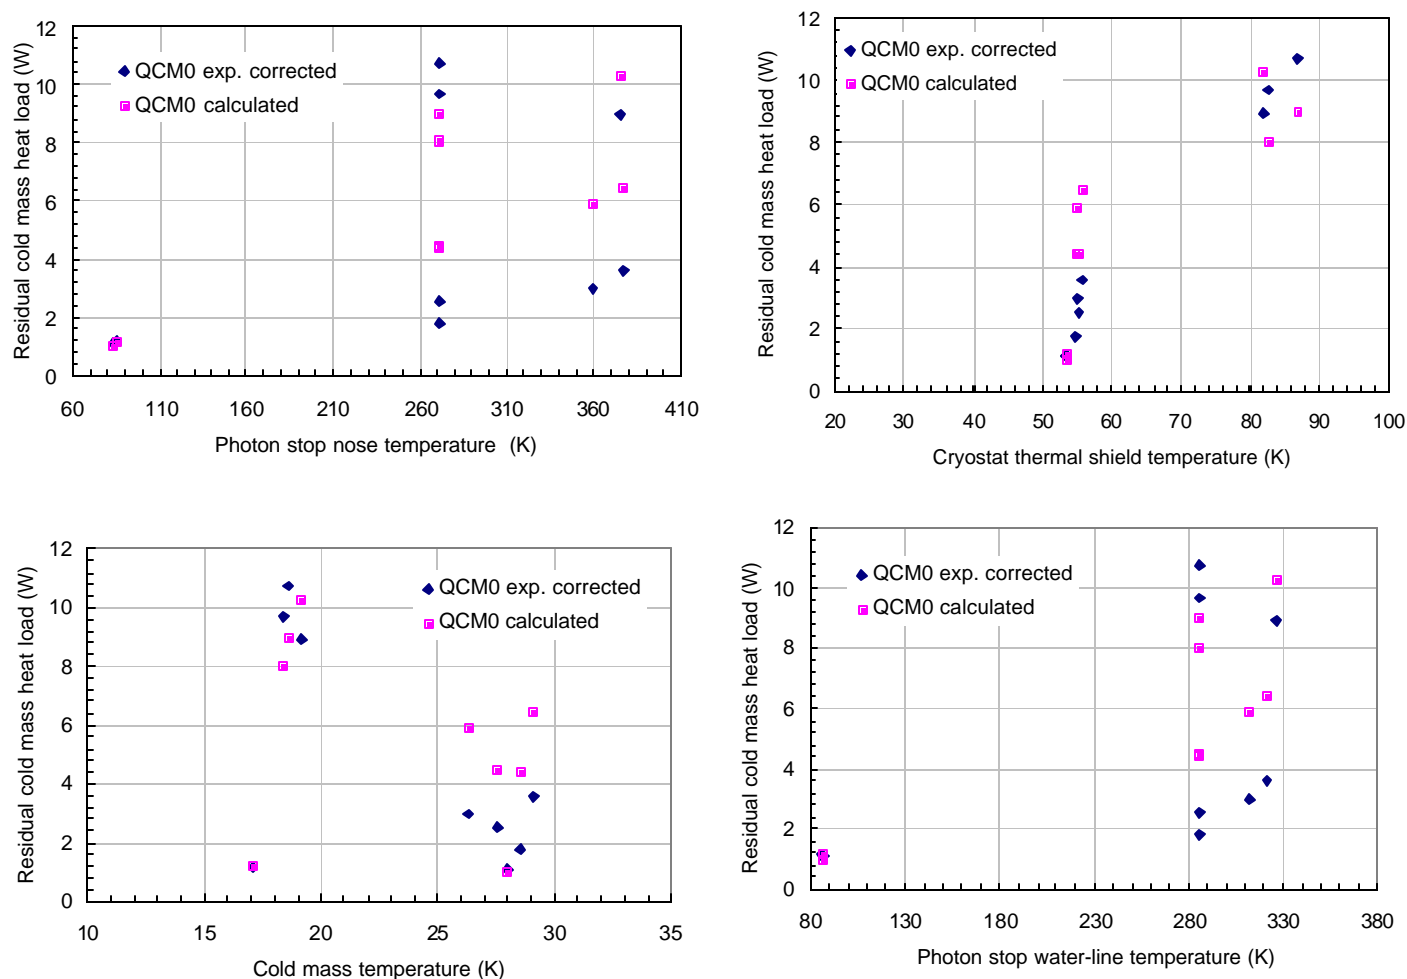 Residual cold mass heat load (W)
12
10
8
6
4
2
0
QCM0 exp. corrected
QCM0 calculated
60 110 160 210 260 310 360 410
Photon stop nose temperature (K)
Residual cold mass heat load (W)
12
10
8
6
4
2
0
QCM0 exp. corrected
QCM0 calculated
20 30 40 50 60 70 80 90 100
Cryostat thermal shield temperature (K)
Residual cold mass heat load (W)
12
10
8
6
4
2
0
QCM0 exp. corrected
QCM0 calculated
10 15 20 25 30 35
Cold mass temperature (K)
Residual cold mass heat load (W)
12
10
8
6
4
2
0
QCM0 exp. corrected
QCM0 calculated
80 130 180 230 280 330 380
Photon stop water-line temperature (K)